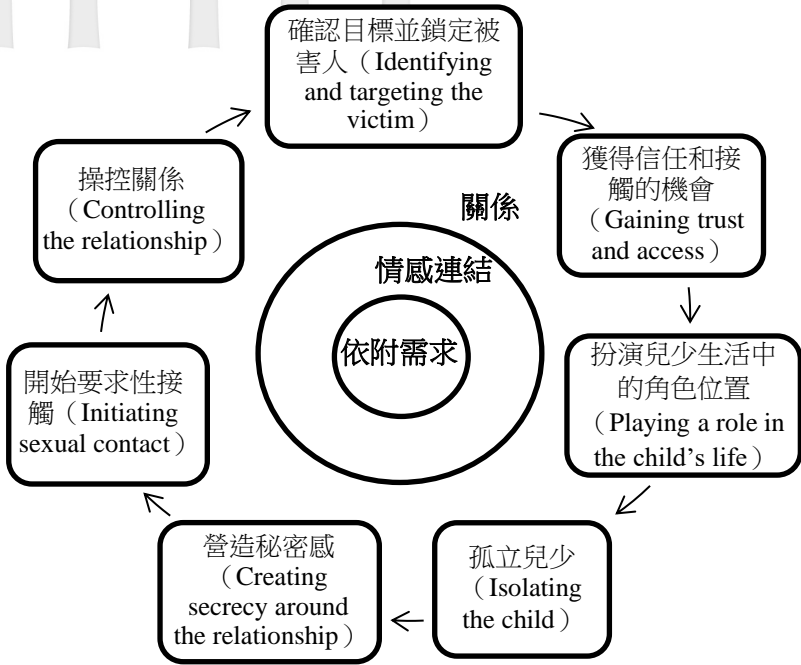 確認目標並鎖定被
害人（Identifying
and targeting the
victim）
獲得信任和接
觸的機會
（Gaining trust
and access）
扮演兒少生活中
的角色位置
（Playing a role in
the child’s life）
孤立兒少
（Isolating
the child）
營造秘密感
（Creating
secrecy around
the relationship）
開始要求性接
觸（Initiating
sexual contact）
操控關係
（Controlling
the relationship）
關係
情感連結
依附需求